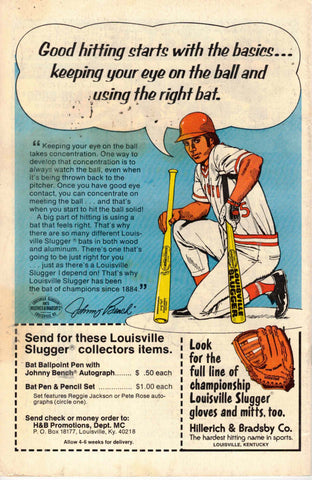 Good hitting starts with the basics...
keeping your eye on the ball and
using the right bat.
"Keeping your eye on the ball
takes concentration. One way to
develop that concentration is to
always watch the ball, even when
it's being thrown back to the
pitcher. Once you have good eye
contact, you can concentrate on
meeting the ball . . . and that's
when you start to hit the ball solid!
A big part of hitting is using a
bat that feels right. That's why
there are so many different Louis-
ville Slugger® bats in both wood
and aluminum. There's one that's
going to be just right for you
. . . just as there's a Louisville
Slugger I depend on! That's why
Louisville Slugger has been the
bat of champions since 1884."
Johnny Bench
5
LOUISVILLE
SLUGGER
Send for these Louisville
Slugger® collectors items.
Bat Ballpoint Pen with
Johnny Bench® Autograph....... $ .50 each
Bat Pen & Pencil Set ............... $1.00 each
Set features Reggie Jackson or Pete Rose auto-
graphs (circle one).
Send check or money order to:
H&B Promotions, Dept. MC
P. O. Box 18177, Louisville, Ky. 40218
Allow 4-6 weeks for delivery.
Look
for the
full line of
championship
Louisville Slugger®
gloves and mitts, too.
Hillerich & Bradsby Co.
The hardest hitting name in sports.
LOUISVILLE, KENTUCKY